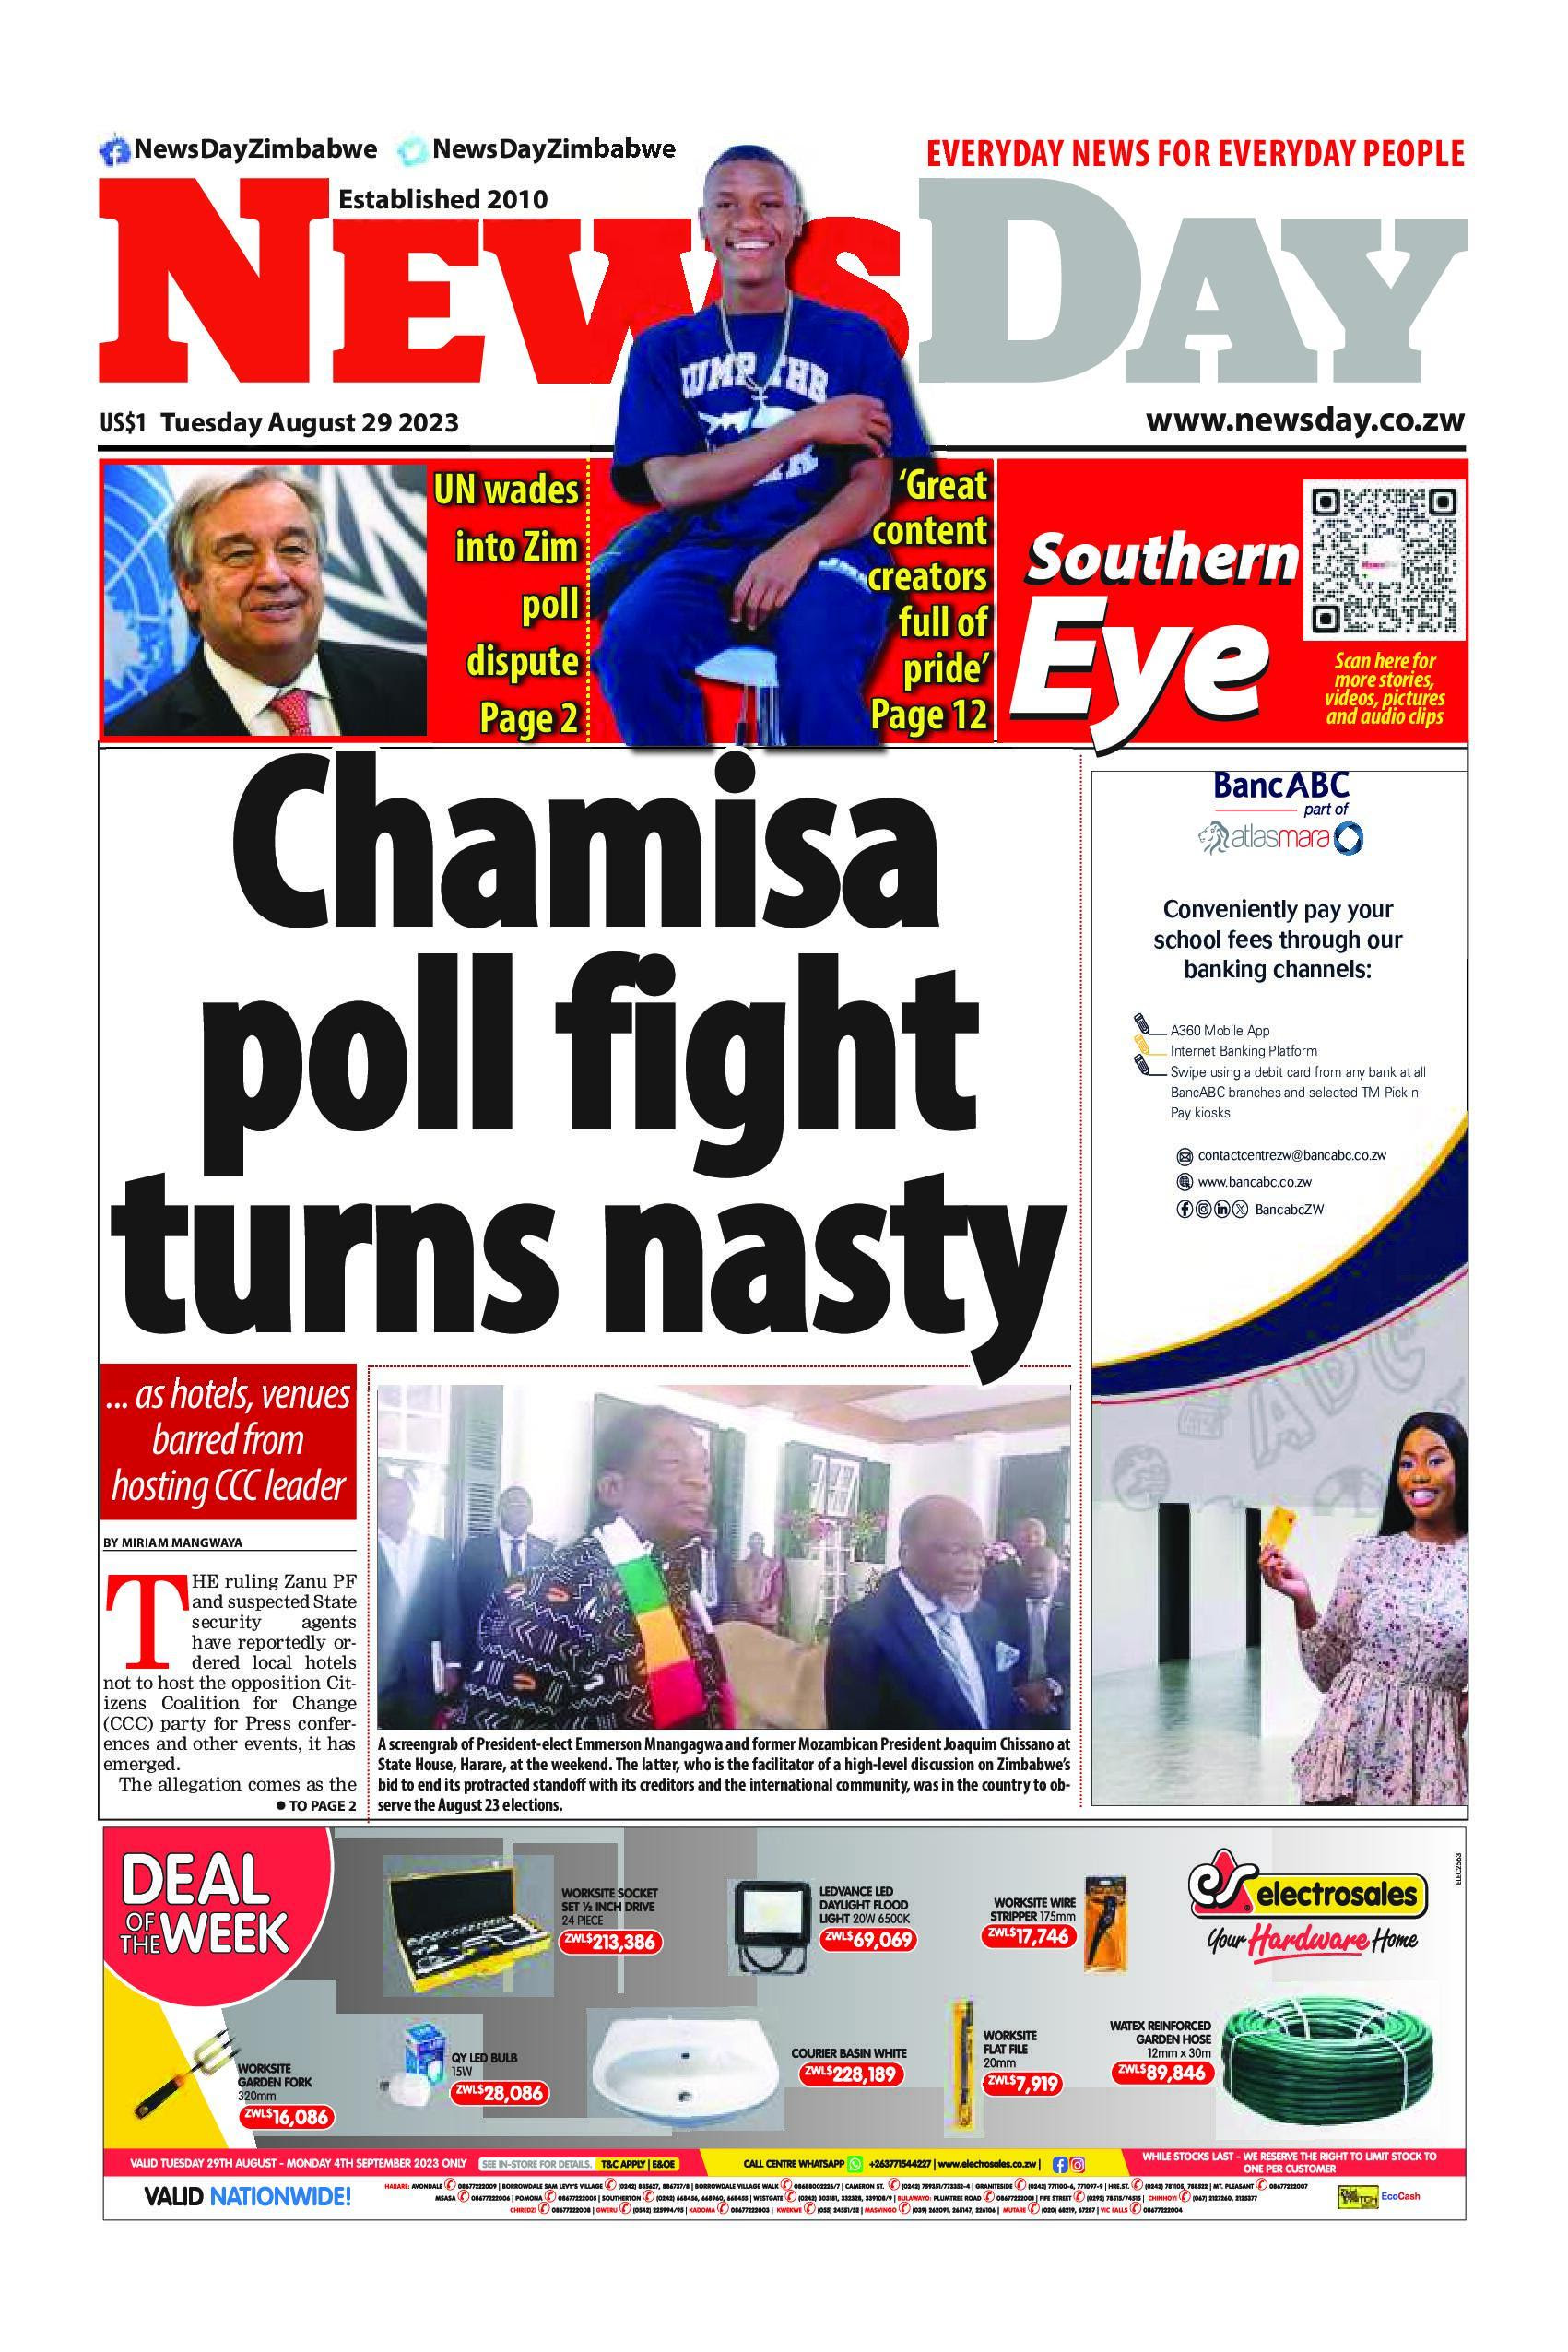 NewsDayZimbabwe NewsDayZimbabwe
EVERYDAY NEWS FOR EVERYDAY PEOPLE
Established 2010
NEWSDAY
US$1 Tuesday August 29 2023
www.newsday.co.zw
UN wades
into Zim
poll
dispute
Page 2
‘Great
content
creators
full of
pride’
Page 12
Southern
Eye
Scan here for
more stories,
videos, pictures
and audio clips
Chamisa
poll fight
turns nasty
... as hotels, venues
barred from
hosting CCC leader
BY MIRIAM MANGWAYA
THE ruling Zanu PF
and suspected State
security agents
have reportedly or-
dered local hotels
not to host the opposition Cit-
izens Coalition for Change
(CCC) party for Press confer-
ences and other events, it has
emerged.
The allegation comes as the
● TO PAGE 2
A screengrab of President-elect Emmerson Mnangagwa and former Mozambican President Joaquim Chissano at
State House, Harare, at the weekend. The latter, who is the facilitator of a high-level discussion on Zimbabwe’s
bid to end its protracted standoff with its creditors and the international community, was in the country to ob-
serve the August 23 elections.
BancABC
part of
atlasmara
Conveniently pay your
school fees through our
banking channels:
A360 Mobile App
Internet Banking Platform
Swipe using a debit card from any bank at all
BancABC branches and selected TM Pick n
Pay kiosks
contactcentrezw@bancabc.co.zw
www.bancabc.co.zw
BancabcZW
ABC
DEAL
OF THE WEEK
WORKSITE SOCKET
SET ½ INCH DRIVE
24 PIECE
ZWL$213,386
LEDVANCE LED
DAYLIGHT FLOOD
LIGHT 20W 6500K
ZWL$69,069
WORKSITE WIRE
STRIPPER 175mm
ZWL$17,746
es electrosales
Your Hardware Home
ELEC2563
WORKSITE
GARDEN FORK
320mm
ZWL$16,086
QY LED BULB
15W
ZWL$28,086
COURIER BASIN WHITE
ZWL$228,189
WORKSITE
FLAT FILE
20mm
ZWL$7,919
WATEX REINFORCED
GARDEN HOSE
12mm x 30m
ZWL$89,846
VALID TUESDAY 29TH AUGUST - MONDAY 4TH SEPTEMBER 2023 ONLY SEE IN-STORE FOR DETAILS. T&C APPLY | E&OE
CALL CENTRE WHATSAPP +263771544227 | www.electrosales.co.zw |
WHILE STOCKS LAST - WE RESERVE THE RIGHT TO LIMIT STOCK TO
ONE PER CUSTOMER
VALID NATIONWIDE!
EcoCash